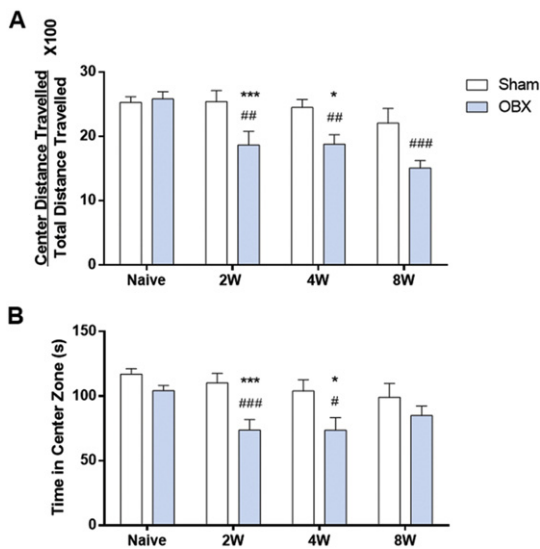 A
Center Distance Travelled X100
Total Distance Travelled
30
20
10
0
*** *
## ## ###
Naive 2W 4W 8W
Sham
OBX
B
Time in Center Zone (s)
150
100
50
0
*** *
### #
Naive 2W 4W 8W